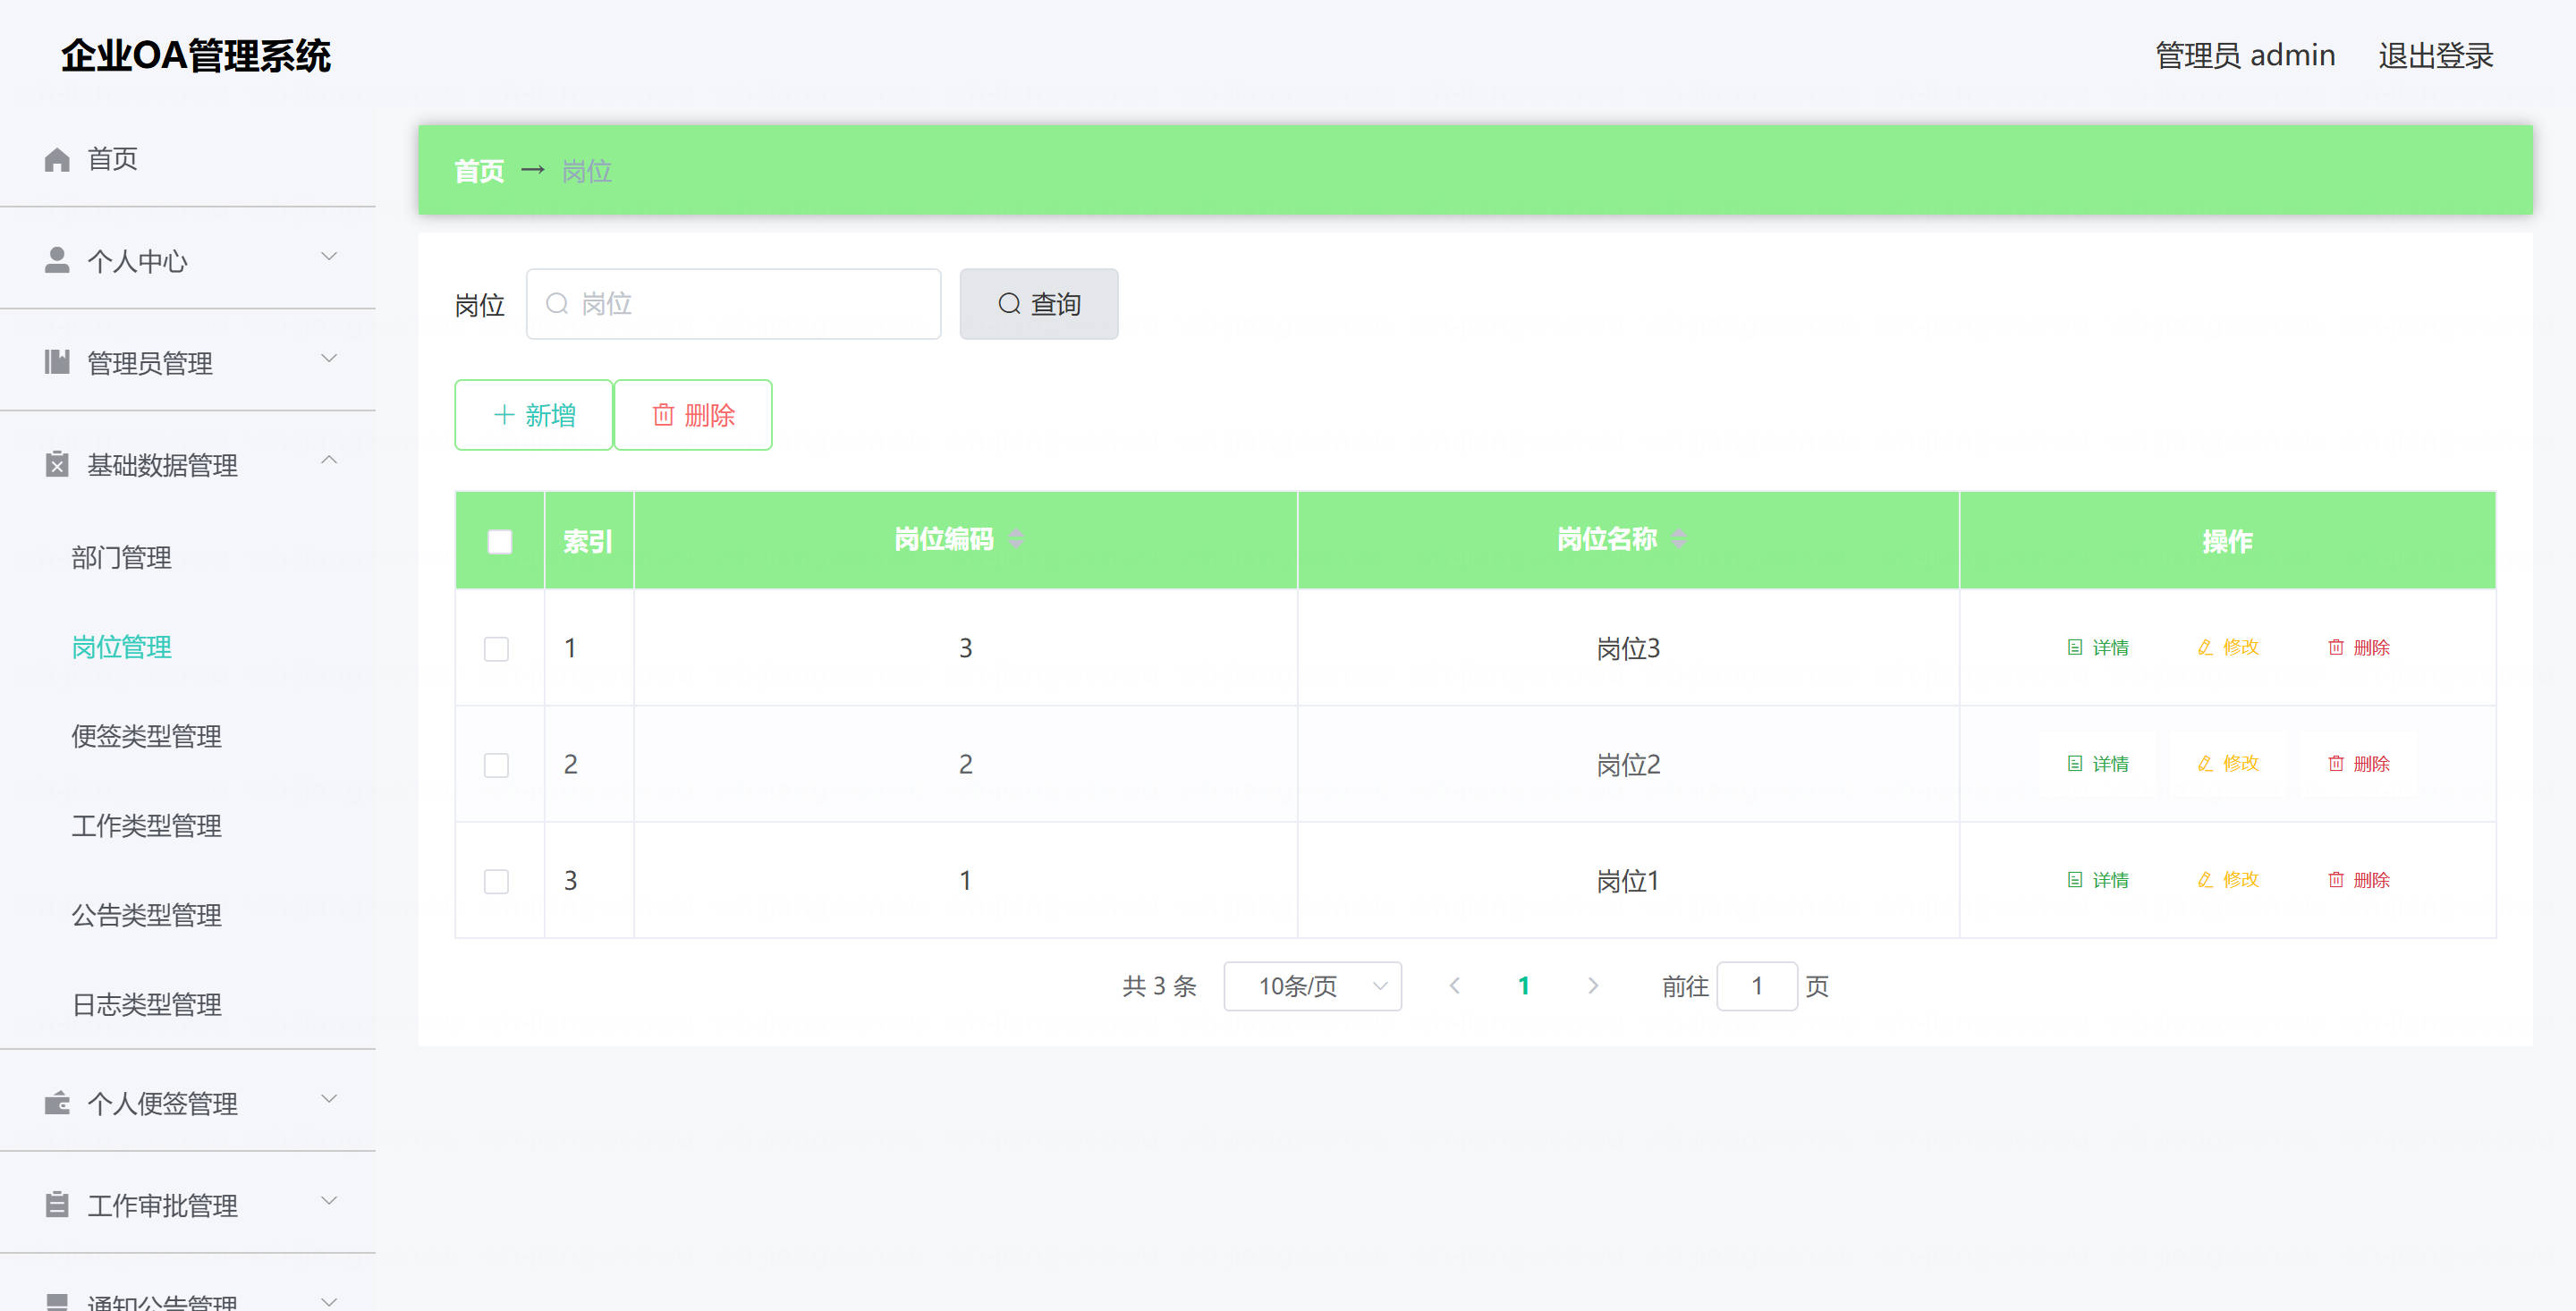 企业OA管理系统
管理员 admin 退出登录
首页
个人中心
管理员管理
基础数据管理
部门管理
岗位管理
便签类型管理
工作类型管理
公告类型管理
日志类型管理
个人便签管理
工作审批管理
通知公告管理
首页 → 岗位
岗位 岗位 查询
新增 删除
索引 岗位编码 岗位名称 操作
1 3 岗位3 详情 修改 删除
2 2 岗位2 详情 修改 删除
3 1 岗位1 详情 修改 删除
共 3 条 10条/页 1 前往 1 页